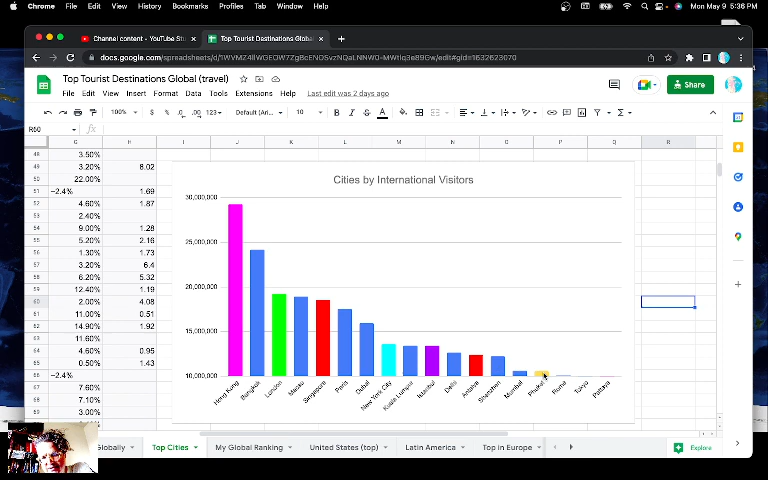 Chrome File Edit View History Bookmarks Profiles Tab Window Help Mon May 9 5:36 PM
Channel content - YouTube Stu × Top Tourist Destinations Global × +
docs.google.com/spreadsheets/d/
Top Tourist Destinations Global (travel)
File Edit View Insert Format Data Tools Extensions Help Last edit was 2 days ago
Share
100% $ % .0 .00 123 Default (Ari... 10 B I S A
R60 fx
G H I J K L M N O P Q R
48 3.50%
49 3.20% 8.02
50 22.00%
51 −2.4% 1.69
52 4.60% 1.87
53 2.40%
54 9.00% 1.28
55 5.20% 2.16
56 1.30% 1.73
57 3.20% 6.4
58 6.20% 5.32
59 12.40% 1.19
60 2.00% 4.08
61 11.00% 0.51
62 14.90% 1.92
63 11.60%
64 4.60% 0.95
65 0.50% 1.43
66 −2.4%
67 7.60%
68 7.10%
69 3.00%
Cities by International Visitors
30,000,000
25,000,000
20,000,000
15,000,000
10,000,000
Hong Kong Bangkok London Macau Singapore Paris Dubai New York City Kuala Lumpur Istanbul Delhi Antalya Shenzhen Mumbai Phuket Rome Tokyo Pattaya
Globally Top Cities My Global Ranking United States (top) Latin America Top in Europe Explore